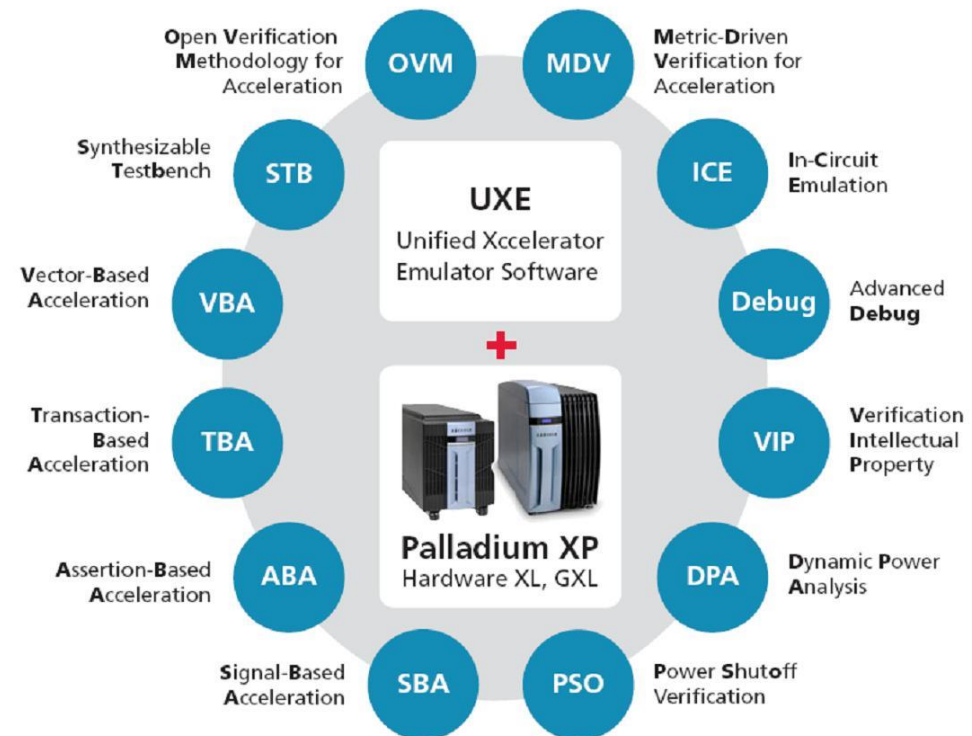 Open Verification
Methodology for
Acceleration
OVM
MDV
Metric-Driven
Verification for
Acceleration
Synthesizable
Testbench
STB
UXE
Unified Xccelerator
Emulator Software
ICE
In-Circuit
Emulation
Vector-Based
Acceleration
VBA
Debug
Advanced
Debug
+
Transaction-
Based
Acceleration
TBA
VIP
Verification
Intellectual
Property
Palladium XP
Hardware XL, GXL
Assertion-Based
Acceleration
ABA
DPA
Dynamic Power
Analysis
Signal-Based
Acceleration
SBA
PSO
Power Shutoff
Verification